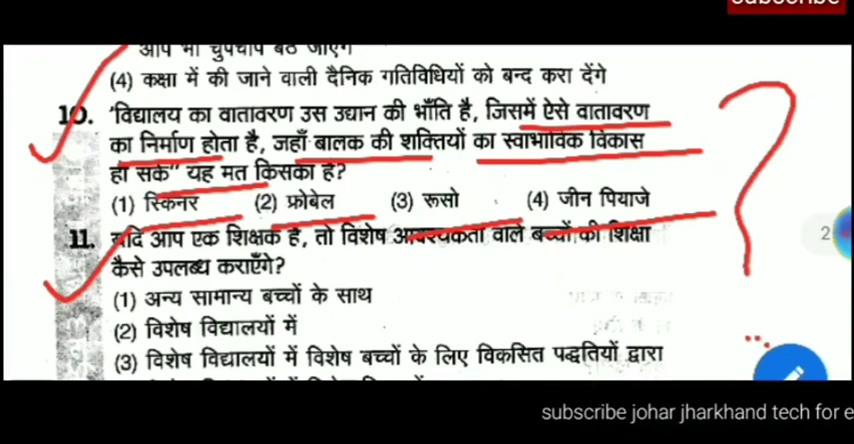 subscribe
आप भी चुपचाप बैठ जाएँगे
(4) कक्षा में की जाने वाली दैनिक गतिविधियों को बन्द करा देंगे
10. 'विद्यालय का वातावरण उस उद्यान की भाँति है, जिसमें ऐसे वातावरण
का निर्माण होता है, जहाँ बालक की शक्तियों का स्वाभाविक विकास
हो सके" यह मत किसका है?
(1) स्किनर (2) फ्रोबेल (3) रूसो (4) जीन पियाजे
11. यदि आप एक शिक्षक हैं, तो विशेष आवश्यकता वाले बच्चों की शिक्षा
2
कैसे उपलब्ध कराएँगे?
(1) अन्य सामान्य बच्चों के साथ
(2) विशेष विद्यालयों में
(3) विशेष विद्यालयों में विशेष बच्चों के लिए विकसित पद्धतियों द्वारा
subscribe johar jharkhand tech for e